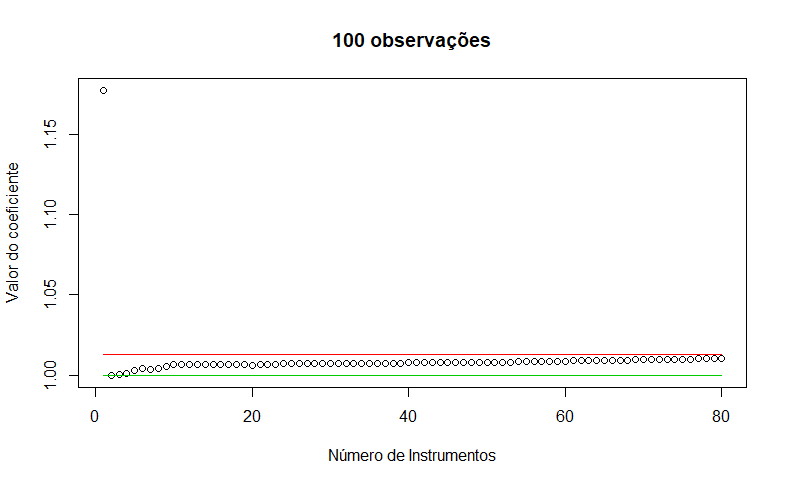 100 observações
Valor do coeficiente
1.15
1.10
1.05
1.00
0 20 40 60 80
Número de Instrumentos